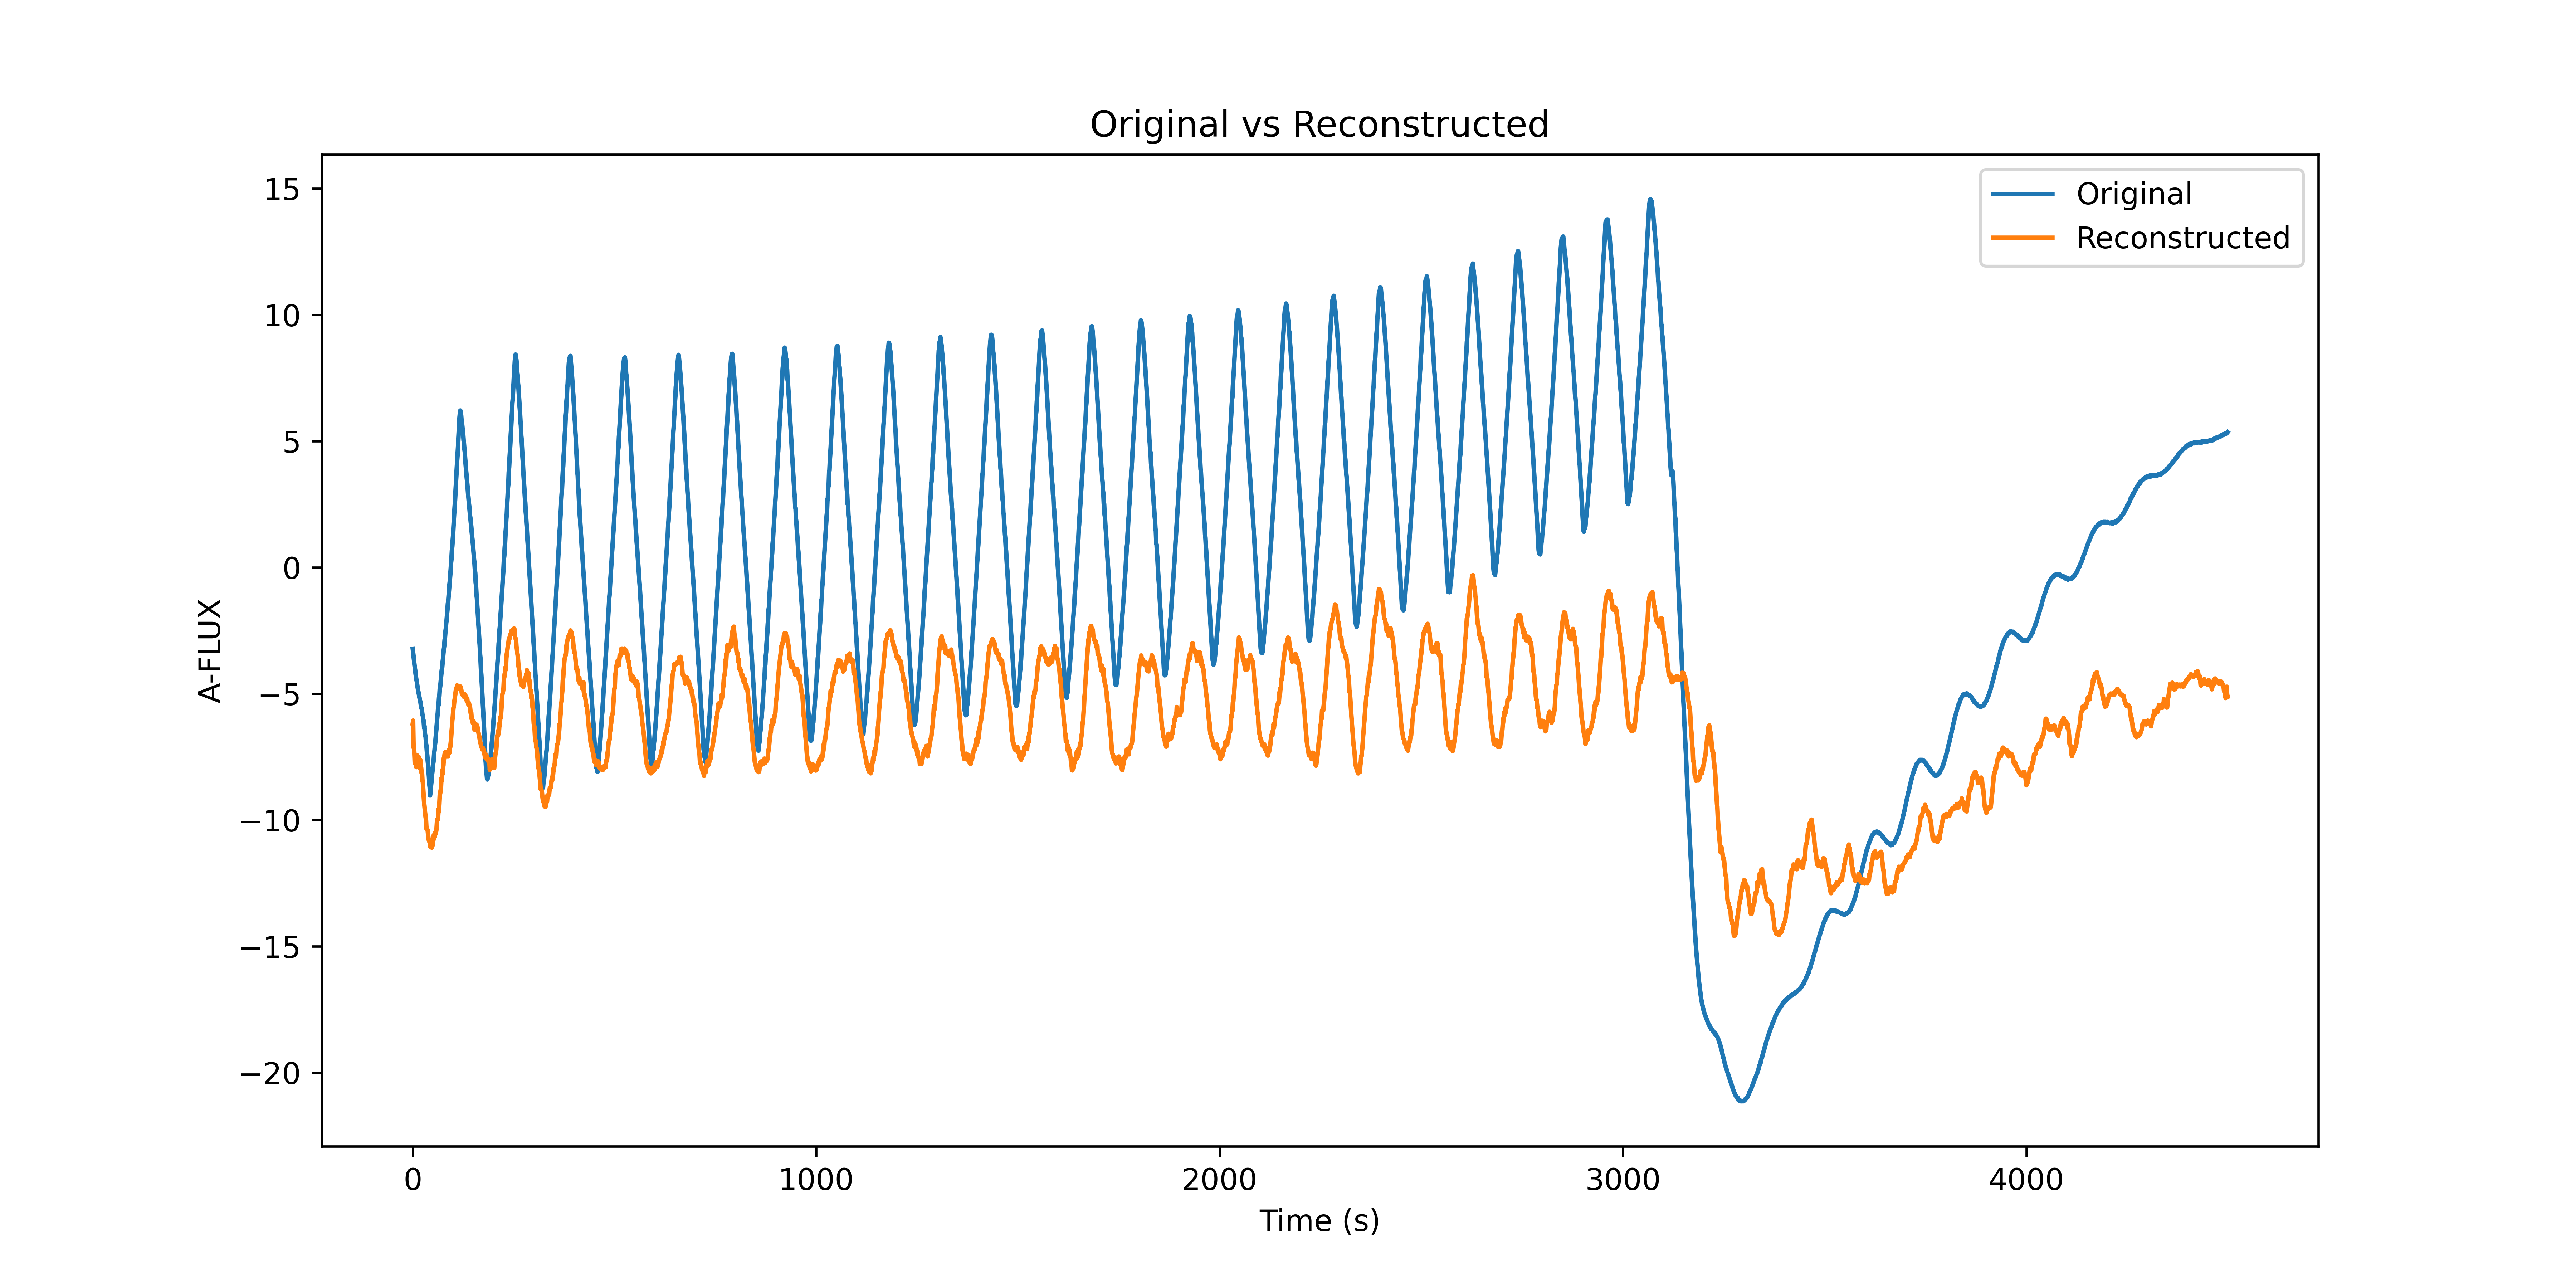 Original vs Reconstructed
Original
Reconstructed
A-FLUX
15
10
5
0
−5
−10
−15
−20
0
1000
2000
3000
4000
Time (s)